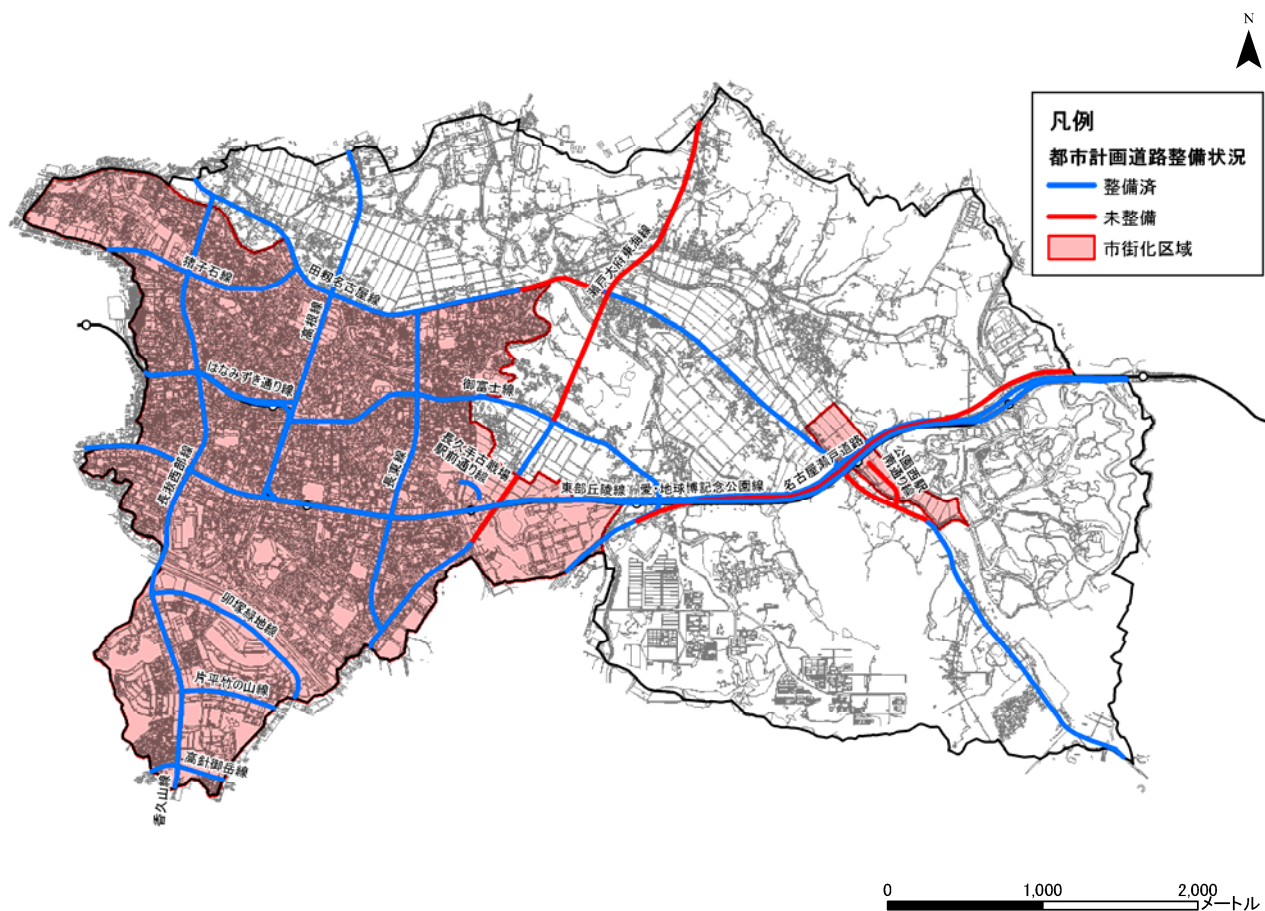 N
凡例
都市計画道路整備状況
整備済
未整備
市街化区域
瀬戸大府東海線
猪子石線
田籾名古屋線
高根線
はなみずき通り線
御富士線
長久手古戦場
駅前通り線
長湫西部線
長東線
東部丘陵線
愛・地球博記念公園線
名古屋瀬戸道路
公園西駅
南通り線
卯塚緑地線
片平竹の山線
高針御岳線
香久山線
0
1,000
2,000
メートル